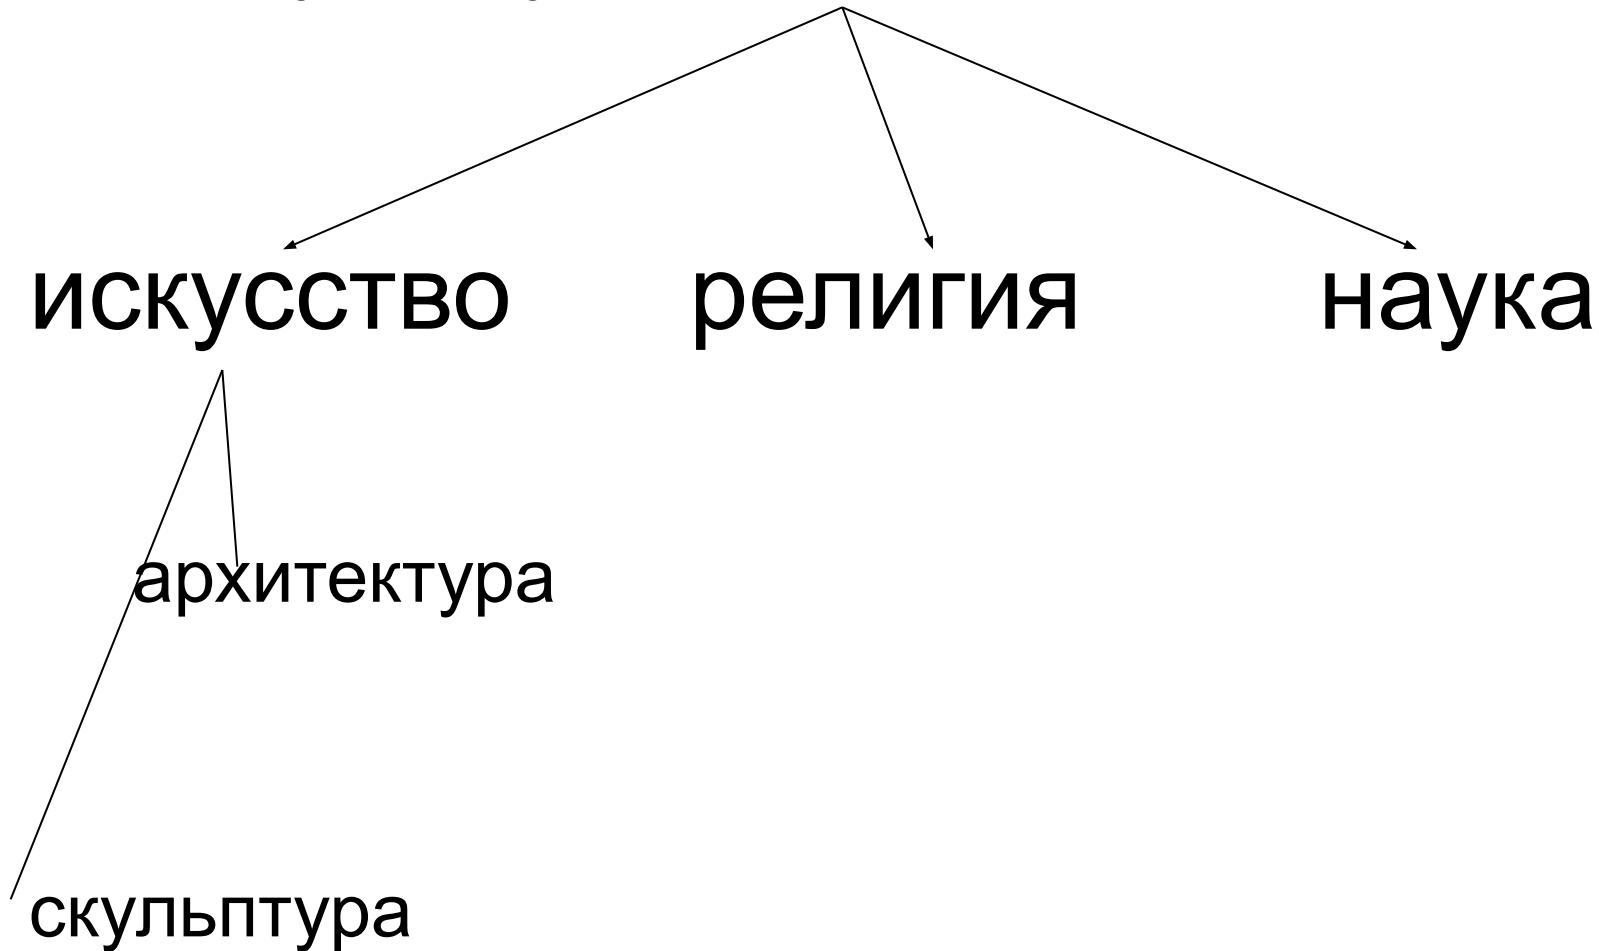 искусство религия наука
архитектура
скульптура